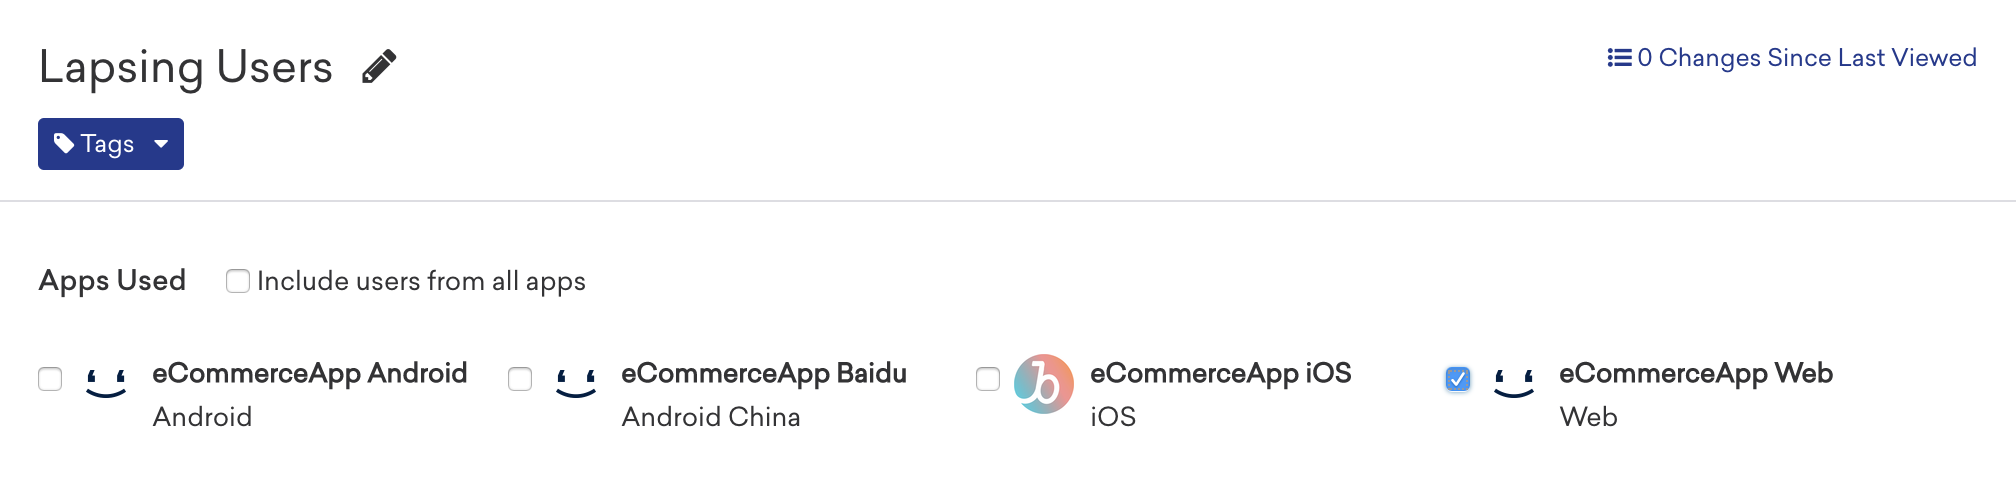 Lapsing Users
0 Changes Since Last Viewed
Tags
Apps Used
Include users from all apps
eCommerceApp Android
Android
eCommerceApp Baidu
Android China
eCommerceApp iOS
iOS
eCommerceApp Web
Web